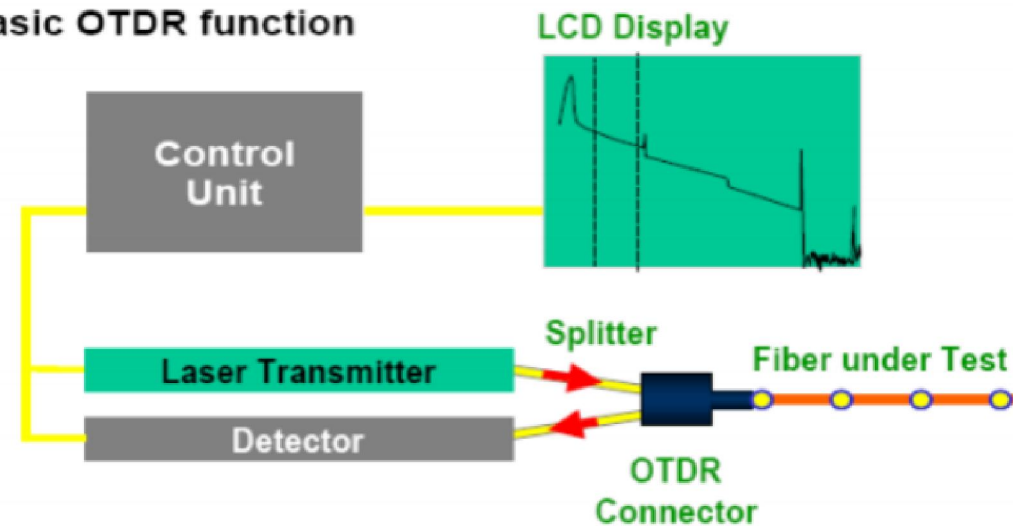 asic OTDR function
LCD Display
Control
Unit
Splitter
Laser Transmitter
Fiber under Test
Detector
OTDR
Connector